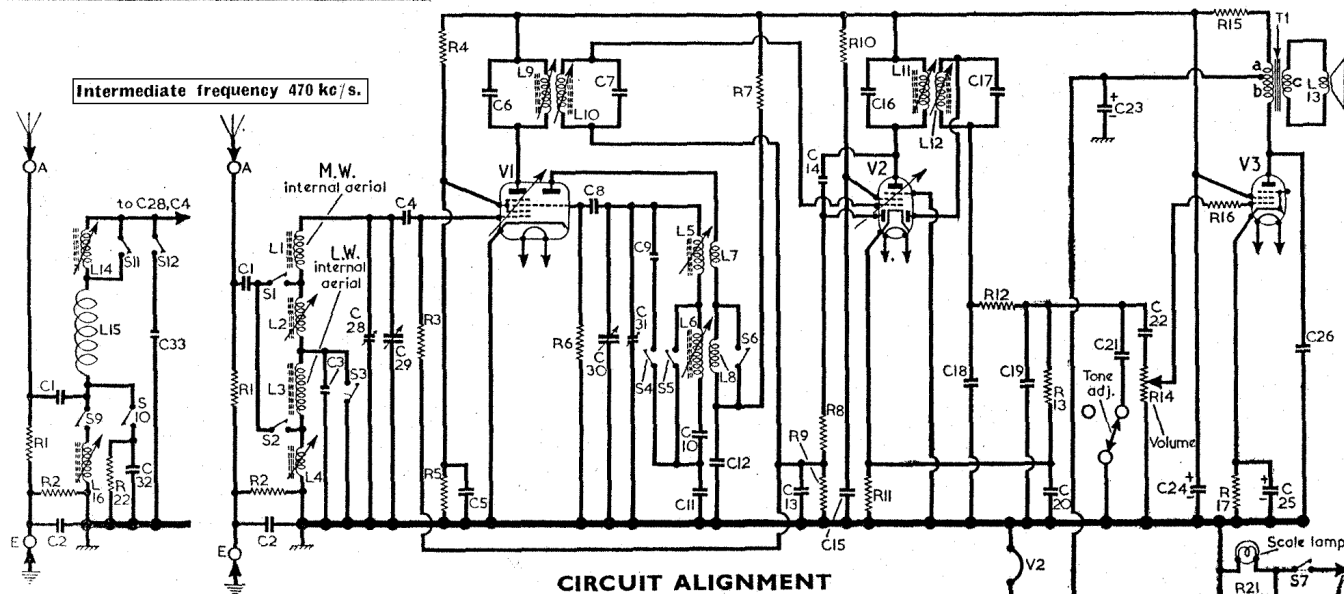 Intermediate frequency 470 kc/s.
A
to C28,C4
L14
S11
S12
L15
C33
C1
S9
S10
R1
R2
L16
R22
C32
C2
E
A
M.W.
internal aerial
L1
L.W.
internal
aerial
C1
S1
L2
C28
C29
C3
S3
L3
R1
S2
L4
R2
C2
E
C4
R3
R4
L9
C6
L10
C7
V1
C8
R5
C5
R6
C30
C31
C9
L5
L7
S4
S5
L6
L8
S6
C10
C11
C12
R7
R10
L11
C16
L12
C17
C14
V2
R8
R9
C13
C15
R11
C18
R12
C19
R13
C20
C21
Tone
adj.
C22
R14
Volume
C23
R15
T1
a
b
c
L13
V3
R16
C26
C24
R17
C25
V2
Scale lamp
R21
S7
CIRCUIT ALIGNMENT